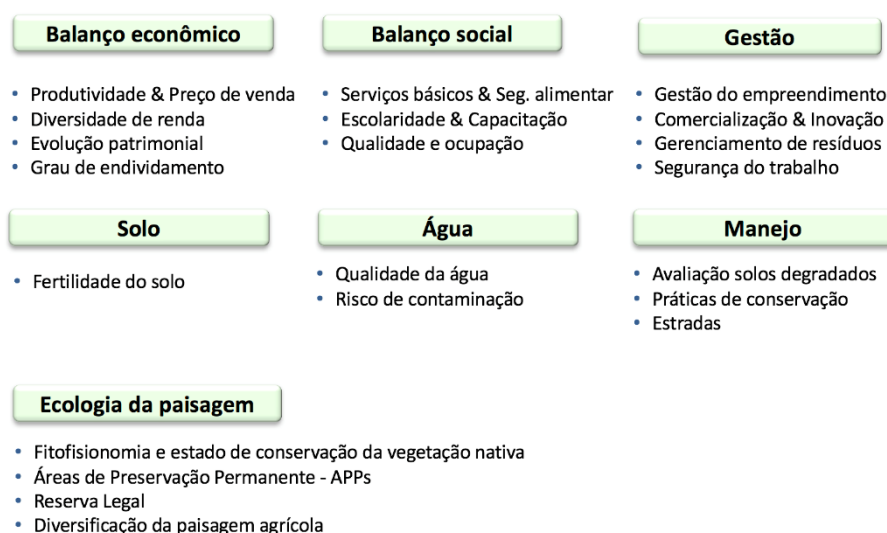 Balanço econômico
• Produtividade & Preço de venda
• Diversidade de renda
• Evolução patrimonial
• Grau de endividamento
Balanço social
• Serviços básicos & Seg. alimentar
• Escolaridade & Capacitação
• Qualidade e ocupação
Gestão
• Gestão do empreendimento
• Comercialização & Inovação
• Gerenciamento de resíduos
• Segurança do trabalho
Solo
• Fertilidade do solo
Água
• Qualidade da água
• Risco de contaminação
Manejo
• Avaliação solos degradados
• Práticas de conservação
• Estradas
Ecologia da paisagem
• Fitofisionomia e estado de conservação da vegetação nativa
• Áreas de Preservação Permanente - APPs
• Reserva Legal
• Diversificação da paisagem agrícola